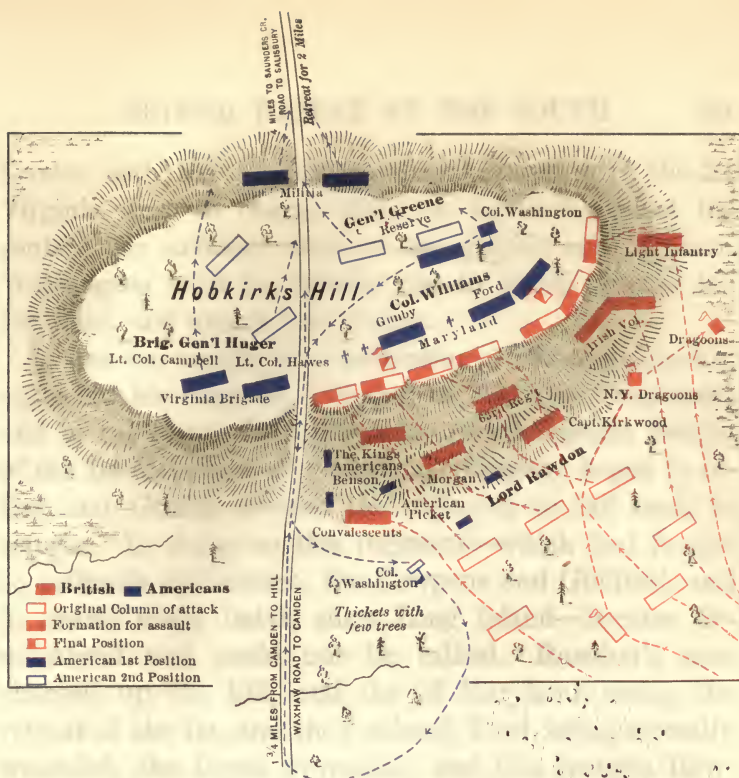 MILES TO SAUNDERS CR.
ROAD TO SALISBURY
Retreat for 2 Miles
Militia
Gen'l Greene
Reserve
Col. Washington
Light Infantry
Hobkirks Hill
Col. Williams
Ford
Gunby
Maryland
Irish Vol.
Dragoons
Brig. Gen'l Huger
Lt. Col. Campbell
Lt. Col. Hawes
Virginia Brigade
N.Y. Dragoons
63rd Reg't
Capt. Kirkwood
The Kings
Americans
Benson
Morgan
Lord Rawdon
American
Picket
Convalescents
Col.
Washington
Thickets with
few trees
British Americans
Original Column of attack
Formation for assault
Final Position
American 1st Position
American 2nd Position
1 3/4 MILES FROM CAMDEN TO HILL
WAXHAW ROAD TO CAMDEN